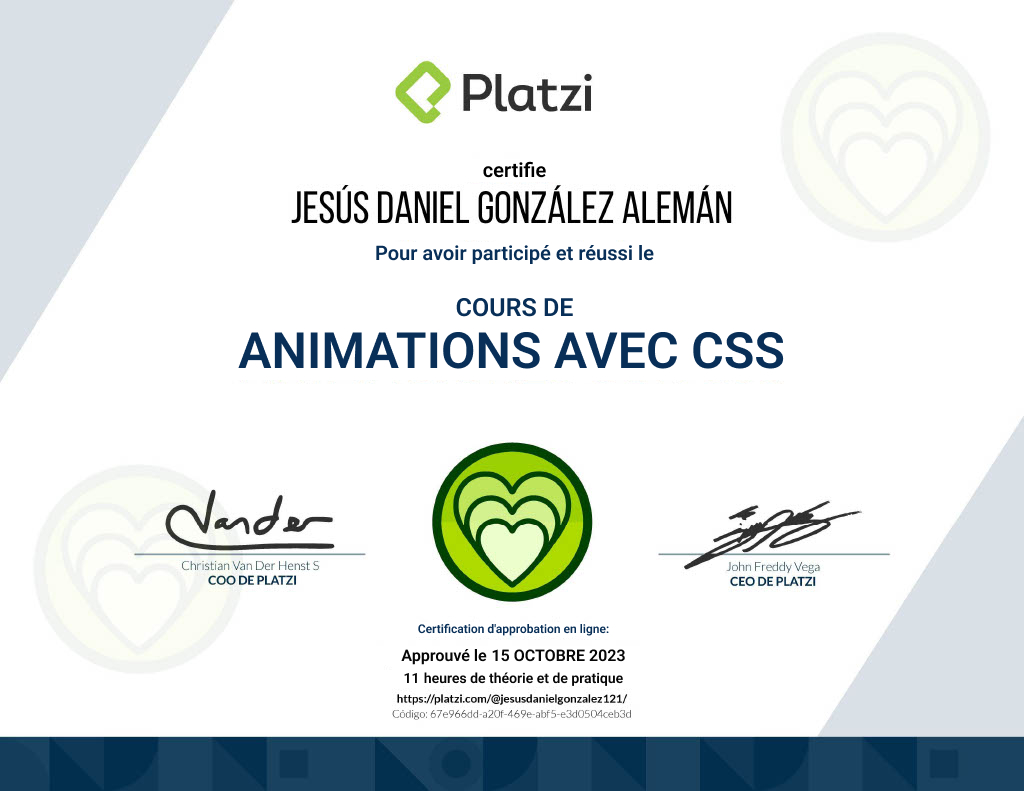 Platzi
certifie
JESÚS DANIEL GONZÁLEZ ALEMÁN
Pour avoir participé et réussi le
COURS DE
ANIMATIONS AVEC CSS
Vander
Christian Van Der Henst S
COO DE PLATZI
John Freddy Vega
CEO DE PLATZI
Certification d'approbation en ligne:
Approuvé le 15 OCTOBRE 2023
11 heures de théorie et de pratique
https://platzi.com/@jesusdanielgonzalez121/
Código: 67e966dd-a20f-469e-abf5-e3d0504ceb3d